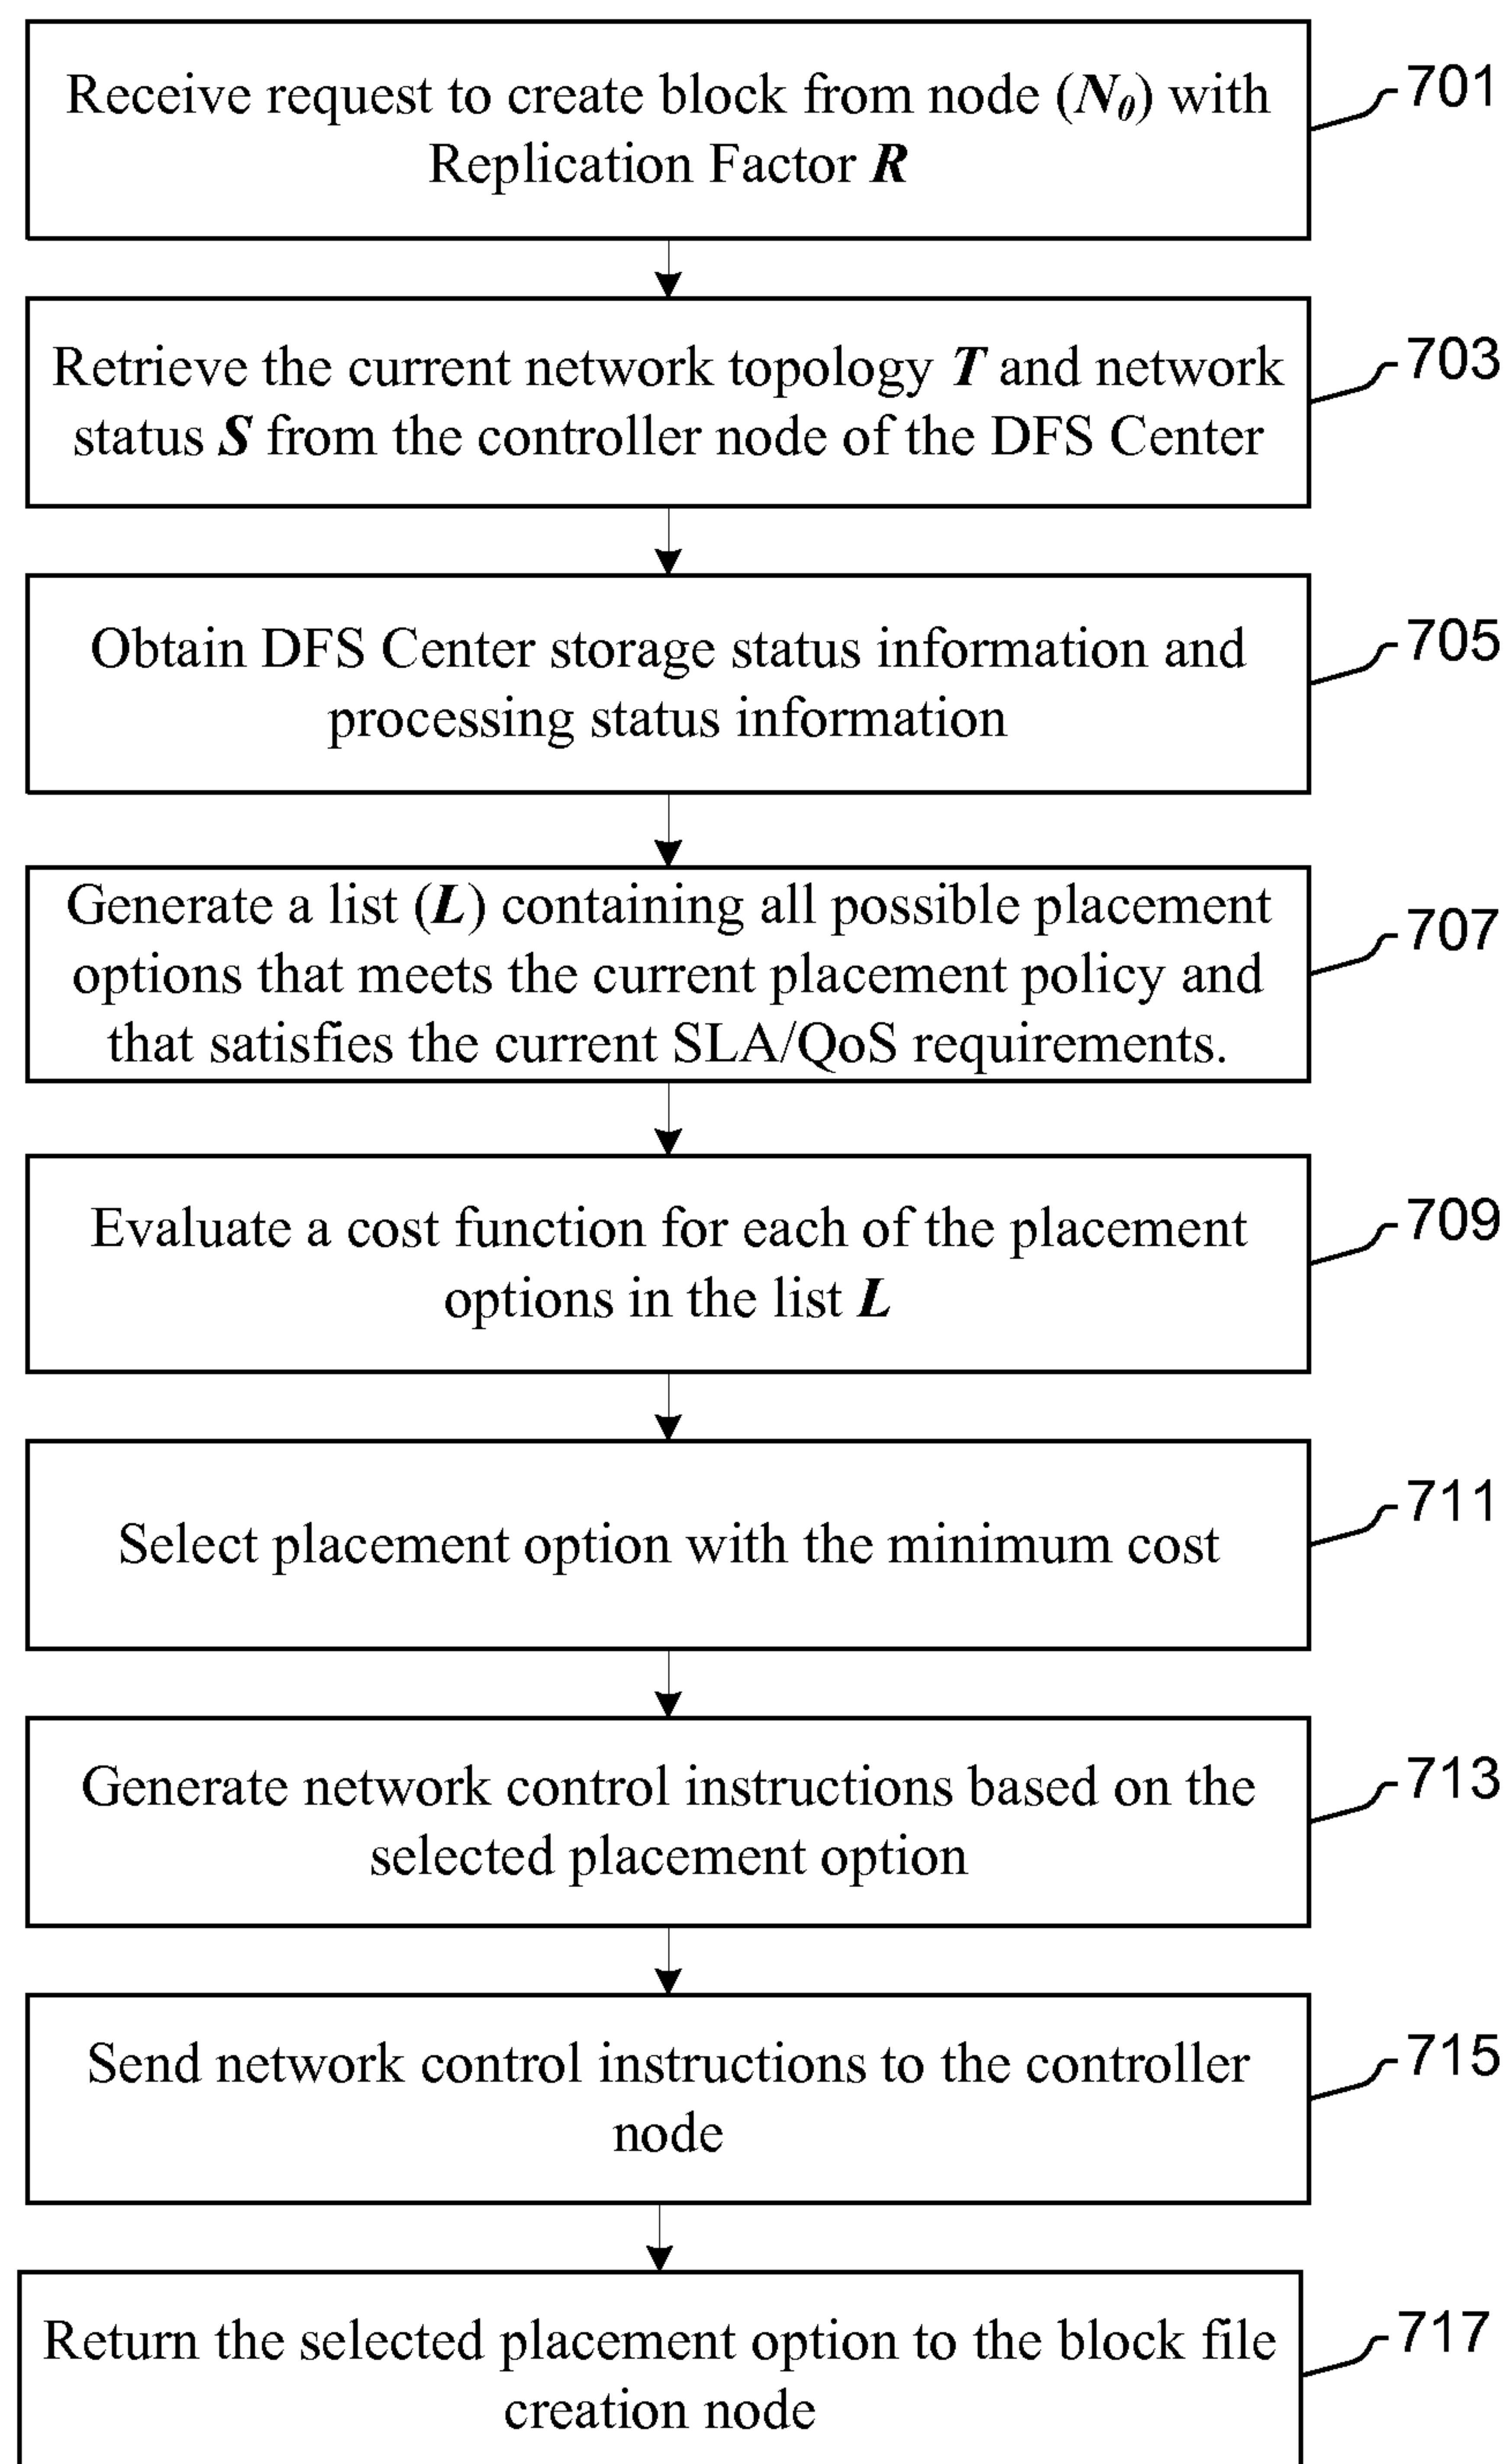 Receive request to create block from node (N0) with
Replication Factor R
701
Retrieve the current network topology T and network
status S from the controller node of the DFS Center
703
Obtain DFS Center storage status information and
processing status information
705
Generate a list (L) containing all possible placement
options that meets the current placement policy and
that satisfies the current SLA/QoS requirements.
707
Evaluate a cost function for each of the placement
options in the list L
709
Select placement option with the minimum cost
711
Generate network control instructions based on the
selected placement option
713
Send network control instructions to the controller
node
715
Return the selected placement option to the block file
creation node
717